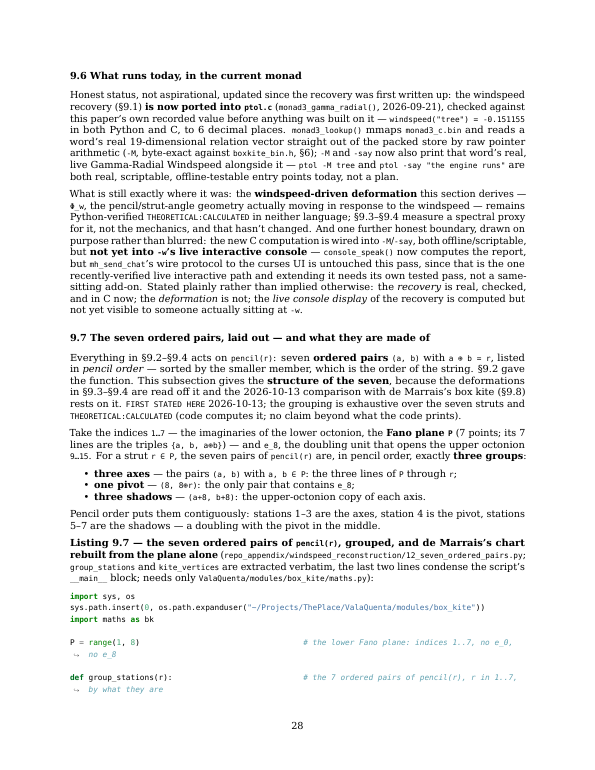 9.6 What runs today, in the current monad
Honest status, not aspirational, updated since the recovery was first written up: the windspeed
recovery (§9.1) is now ported into ptol.c (monad3_gamma_radial(), 2026-09-21), checked against
this paper's own recorded value before anything was built on it — windspeed("tree") = -0.151155
in both Python and C, to 6 decimal places. monad3_lookup() mmaps monad3_c.bin and reads a
word's real 19-dimensional relation vector straight out of the packed store by raw pointer
arithmetic (-M, byte-exact against boxkite_bin.h, §6); -M and -say now also print that word's real,
live Gamma-Radial Windspeed alongside it — ptol -M tree and ptol -say "the engine runs" are
both real, scriptable, offline-testable entry points today, not a plan.
What is still exactly where it was: the windspeed-driven deformation this section derives —
Φ_w, the pencil/strut-angle geometry actually moving in response to the windspeed — remains
Python-verified THEORETICAL:CALCULATED in neither language; §9.3–§9.4 measure a spectral proxy
for it, not the mechanics, and that hasn't changed. And one further honest boundary, drawn on
purpose rather than blurred: the new C computation is wired into -M/-say, both offline/scriptable,
but not yet into -w's live interactive console — console_speak() now computes the report,
but mh_send_chat's wire protocol to the curses UI is untouched this pass, since that is the one
recently-verified live interactive path and extending it needs its own tested pass, not a same-
sitting add-on. Stated plainly rather than implied otherwise: the recovery is real, checked,
and in C now; the deformation is not; the live console display of the recovery is computed but
not yet visible to someone actually sitting at -w.
9.7 The seven ordered pairs, laid out — and what they are made of
Everything in §9.2–§9.4 acts on pencil(r): seven ordered pairs (a, b) with a ⊕ b = r, listed
in pencil order — sorted by the smaller member, which is the order of the string. §9.2 gave
the function. This subsection gives the structure of the seven, because the deformations
in §9.3–§9.4 are read off it and the 2026-10-13 comparison with de Marrais's box kite (§9.8)
rests on it. FIRST STATED HERE 2026-10-13; the grouping is exhaustive over the seven struts and
THEORETICAL:CALCULATED (code computes it; no claim beyond what the code prints).
Take the indices 1…7 — the imaginaries of the lower octonion, the Fano plane P (7 points; its 7
lines are the triples {a, b, a⊕b}) — and e_8, the doubling unit that opens the upper octonion
9…15. For a strut r ∈ P, the seven pairs of pencil(r) are, in pencil order, exactly three groups:
• three axes — the pairs (a, b) with a, b ∈ P: the three lines of P through r;
• one pivot — (8, 8⊕r): the only pair that contains e_8;
• three shadows — (a+8, b+8): the upper-octonion copy of each axis.
Pencil order puts them contiguously: stations 1–3 are the axes, station 4 is the pivot, stations
5–7 are the shadows — a doubling with the pivot in the middle.
Listing 9.7 — the seven ordered pairs of pencil(r), grouped, and de Marrais's chart
rebuilt from the plane alone (repo_appendix/windspeed_reconstruction/12_seven_ordered_pairs.py;
group_stations and kite_vertices are extracted verbatim, the last two lines condense the script's
__main__ block; needs only ValaQuenta/modules/box_kite/maths.py):
import sys, os
sys.path.insert(0, os.path.expanduser("~/Projects/ThePlace/ValaQuenta/modules/box_kite"))
import maths as bk
P = range(1, 8) # the lower Fano plane: indices 1..7, no e_0,
↪ no e_8
def group_stations(r): # the 7 ordered pairs of pencil(r), r in 1..7,
↪ by what they are
28